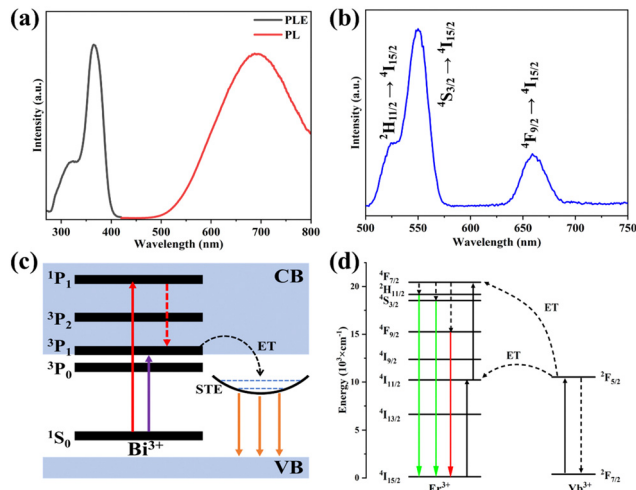 (a)
PLE
PL
Intensity (a.u.)
300 400 500 600 700 800
Wavelength (nm)
(b)
²H₁₁/₂→⁴I₁₅/₂
⁴S₃/₂→⁴I₁₅/₂
⁴F₉/₂→⁴I₁₅/₂
Intensity (a.u.)
500 550 600 650 700 750
Wavelength (nm)
(c)
CB
¹P₁
³P₂
³P₁
³P₀
ET
STE
¹S₀
Bi³⁺
VB
(d)
Energy (10³×cm⁻¹)
20
15
10
5
0
⁴F₇/₂
²H₁₁/₂
⁴S₃/₂
⁴F₉/₂
⁴I₉/₂
⁴I₁₁/₂
⁴I₁₃/₂
⁴I₁₅/₂
ET
ET
²F₅/₂
²F₇/₂
Er³⁺
Yb³⁺